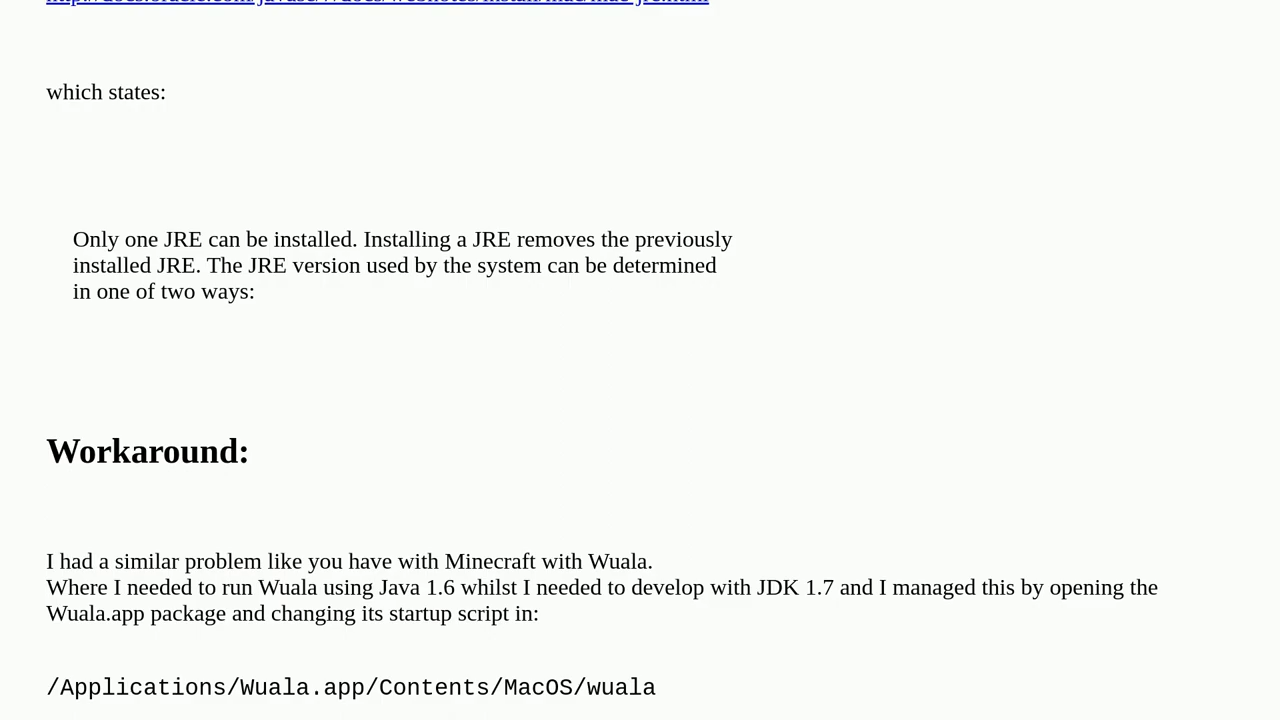 which states:
Only one JRE can be installed. Installing a JRE removes the previously
installed JRE. The JRE version used by the system can be determined
in one of two ways:
Workaround:
I had a similar problem like you have with Minecraft with Wuala.
Where I needed to run Wuala using Java 1.6 whilst I needed to develop with JDK 1.7 and I managed this by opening the
Wuala.app package and changing its startup script in:
/Applications/Wuala.app/Contents/MacOS/wuala